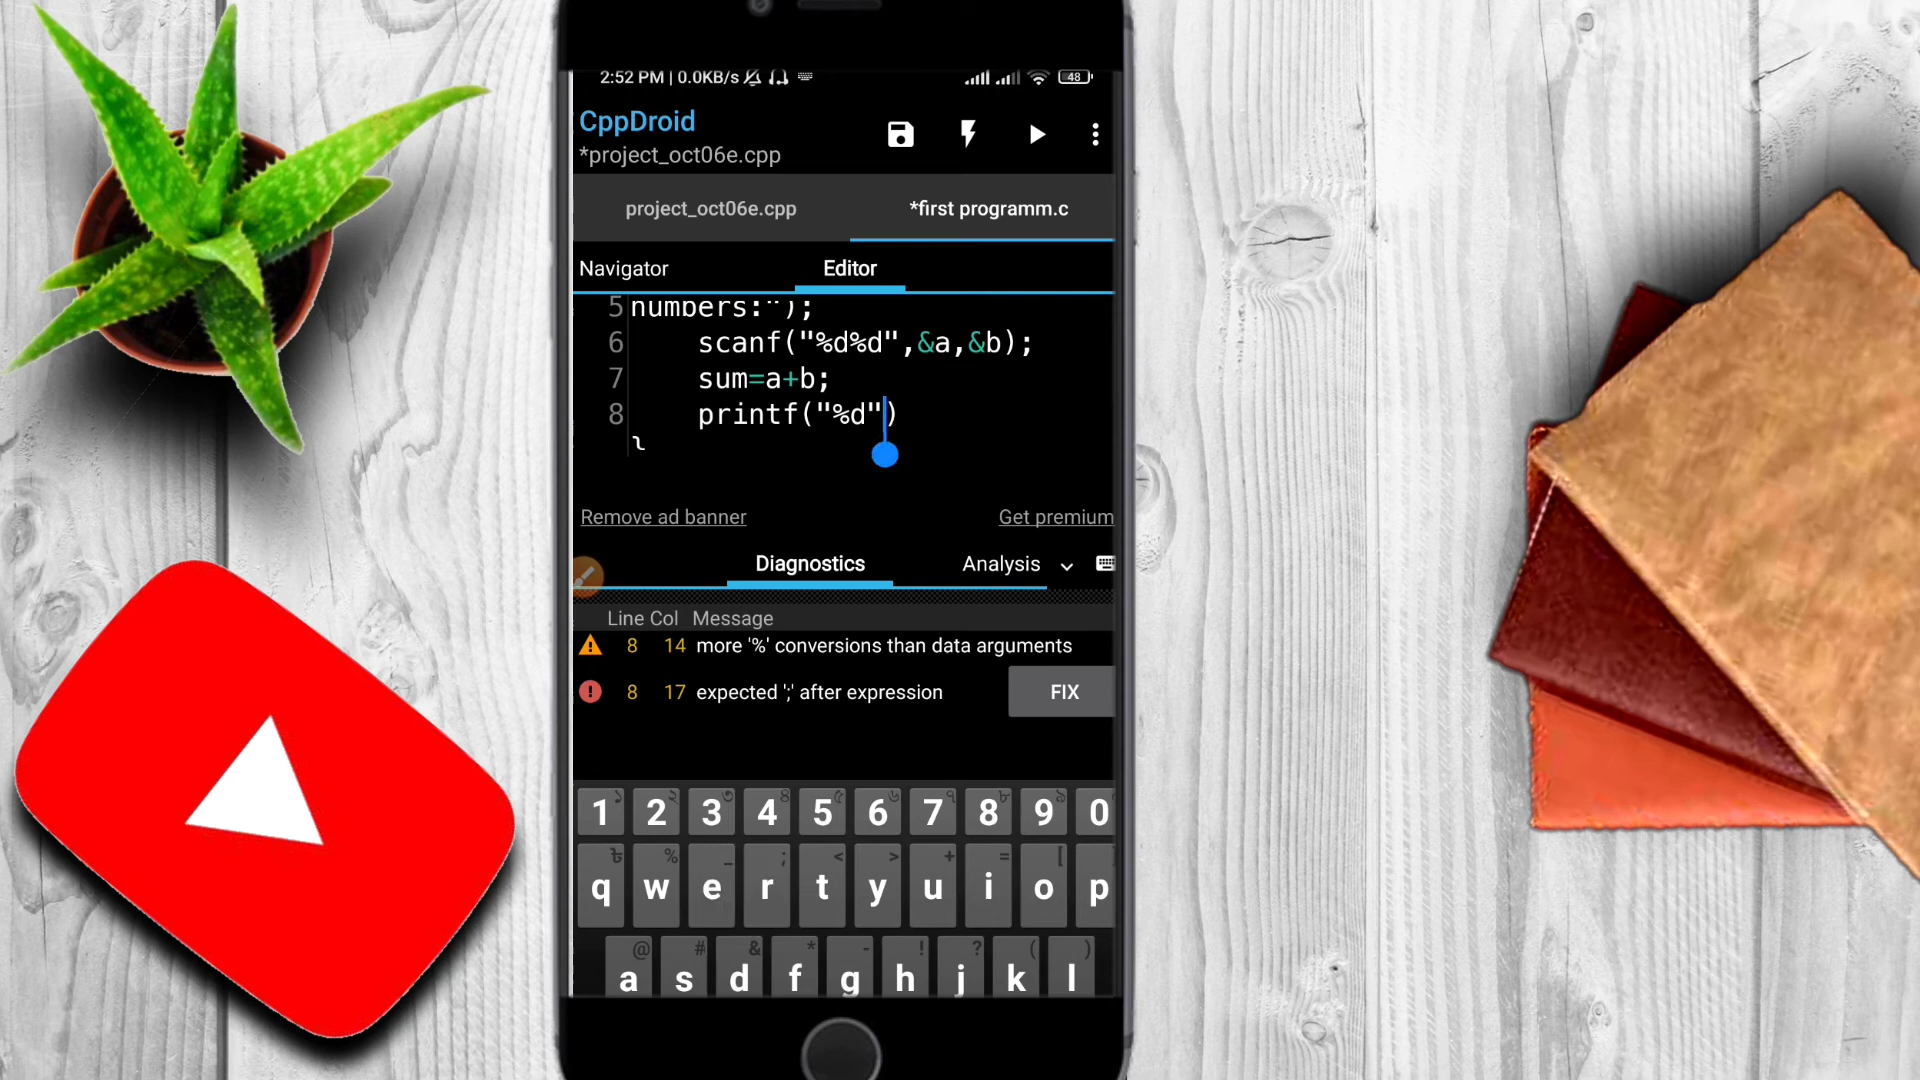 2:52 PM | 0.0KB/s
48
CppDroid
*project_oct06e.cpp
project_oct06e.cpp
*first programm.c
Navigator
Editor
5 numbers:");
6 scanf("%d%d",&a,&b);
7 sum=a+b;
8 printf("%d")
}
Remove ad banner
Get premium
Diagnostics
Analysis
Line Col Message
8 14 more '%' conversions than data arguments
8 17 expected ';' after expression
FIX
1 2 3 4 5 6 7 8 9 0
% _ ; < > + = [
q w e r t y u i o p
@ # & * - ! ? ( )
a s d f g h j k l